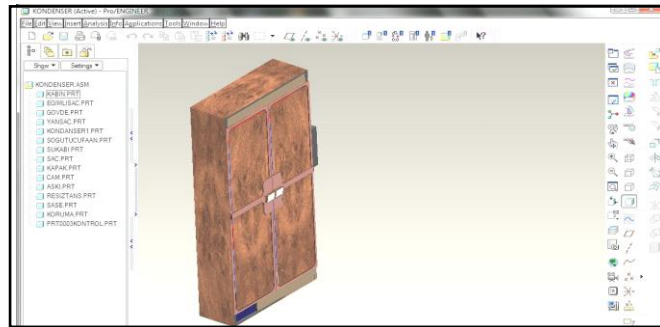 KONDENSER (Active) - Pro/ENGINEER
File Edit View Insert Analysis Info Applications Tools Window Help
Show Settings
KONDENSER.ASM
KABIN.PRT
EGIMLISAC.PRT
GOVDE.PRT
YANSAC.PRT
KONDANSER1.PRT
SOGUTUCUFAN.PRT
SUKABI.PRT
SAC.PRT
KAPAK.PRT
CAM.PRT
ASKI.PRT
RESIZTANS.PRT
SASE.PRT
KORUMA.PRT
PRT0003KONTROL.PRT